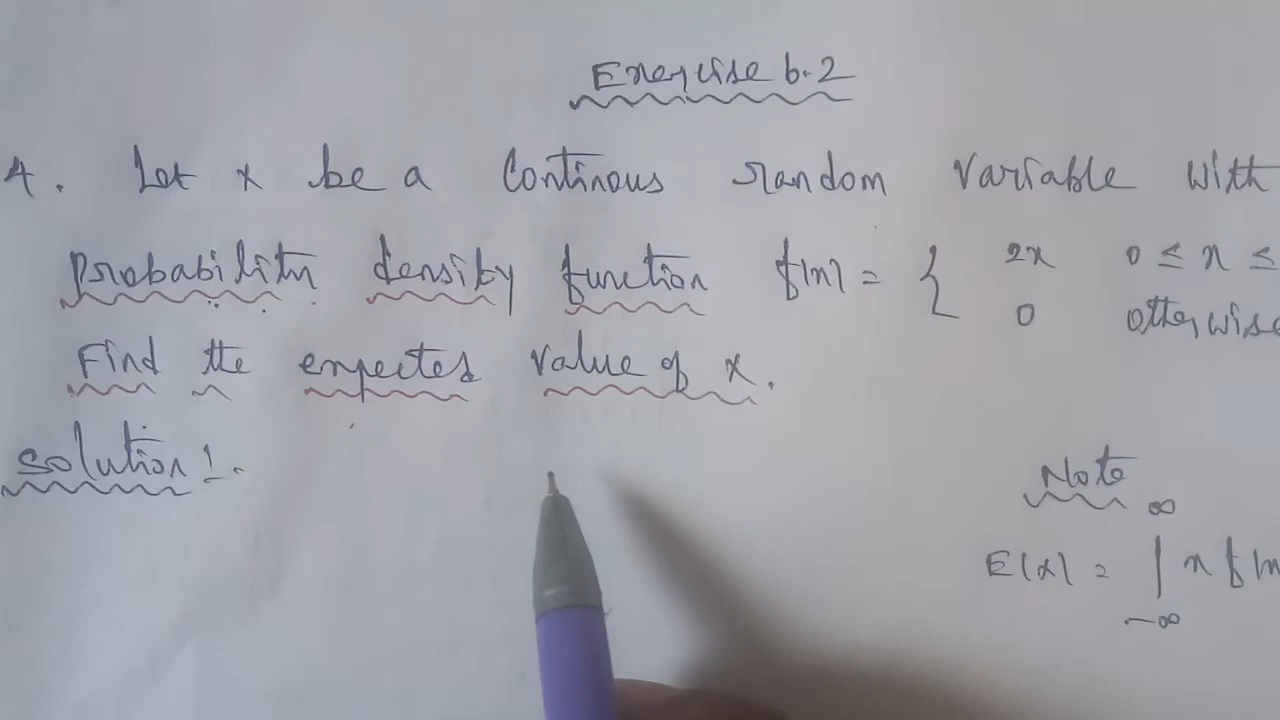 Exercise 6.2
4. Let x be a Continous random variable with
Probability density function f(x) = { 2x 0 ≤ x ≤
0 otherwise
Find the expected value of x.
Solution:-
Note
E(x) = ∫ x f(x
∞
-∞